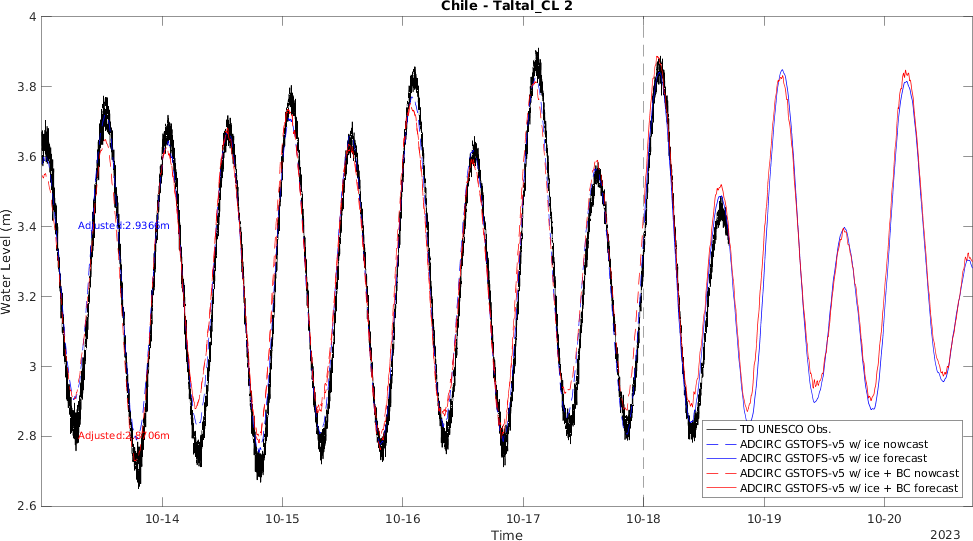 Chile - Taltal_CL 2
4
3.8
3.6
3.4
3.2
3
2.8
2.6
Water Level (m)
Adjusted:2.9366m
Adjusted:2.8706m
TD UNESCO Obs.
ADCIRC GSTOFS-v5 w/ ice nowcast
ADCIRC GSTOFS-v5 w/ ice forecast
ADCIRC GSTOFS-v5 w/ ice + BC nowcast
ADCIRC GSTOFS-v5 w/ ice + BC forecast
10-14
10-15
10-16
10-17
10-18
10-19
10-20
Time
2023